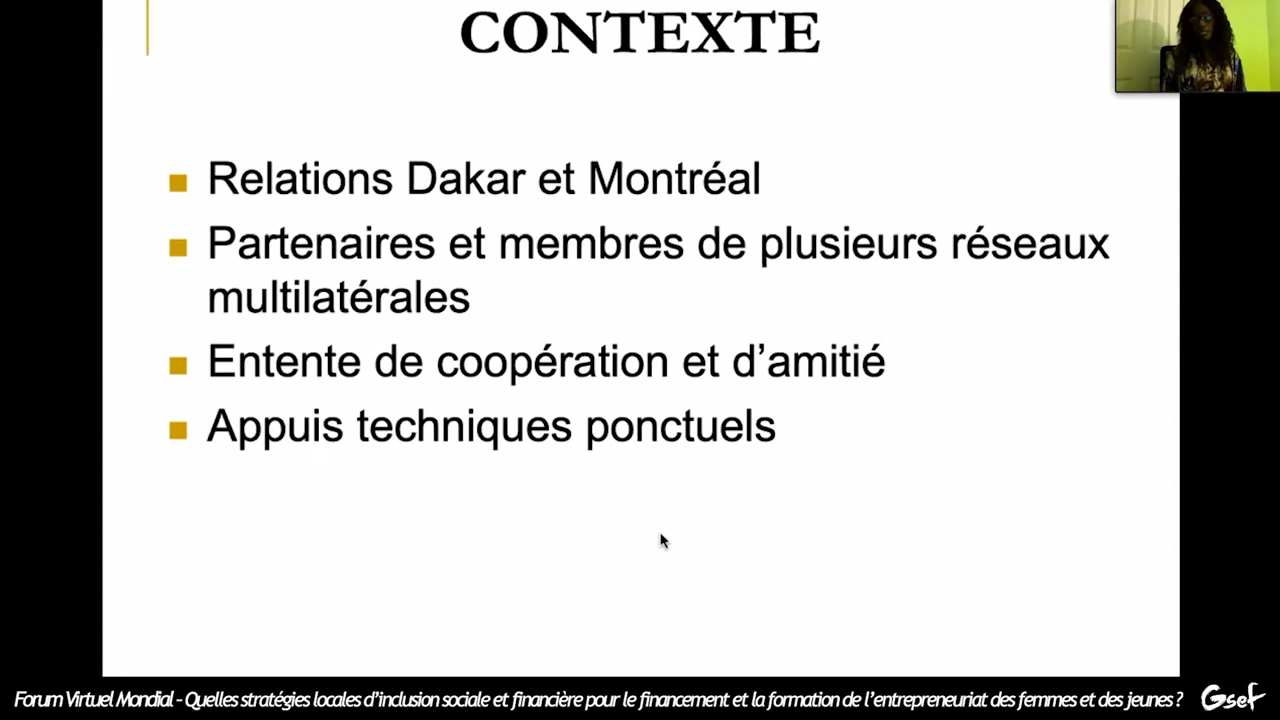 CONTEXTE
Relations Dakar et Montréal
Partenaires et membres de plusieurs réseaux
multilatérales
Entente de coopération et d’amitié
Appuis techniques ponctuels
Forum Virtuel Mondial - Quelles stratégies locales d’inclusion sociale et financière pour le financement et la formation de l’entrepreneuriat des femmes et des jeunes ?
Gsef